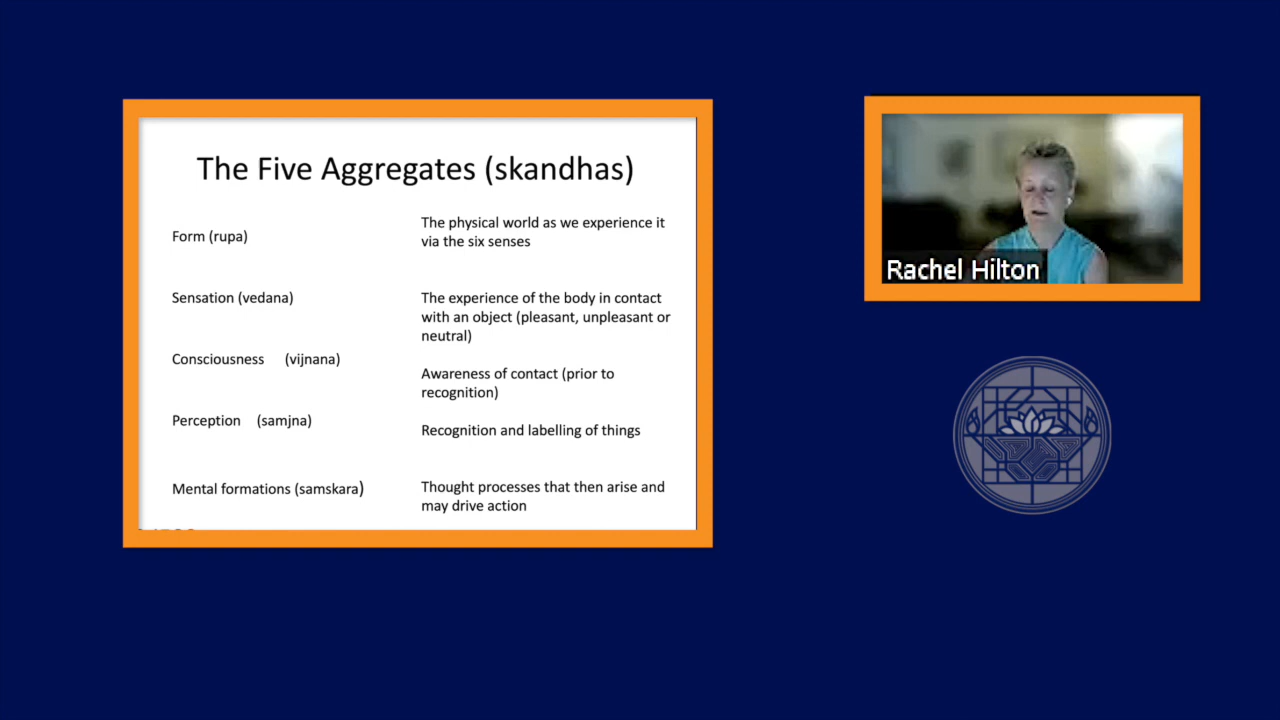 The Five Aggregates (skandhas)
Form (rupa)
The physical world as we experience it
via the six senses
Sensation (vedana)
The experience of the body in contact
with an object (pleasant, unpleasant or
neutral)
Consciousness (vijnana)
Awareness of contact (prior to
recognition)
Perception (samjna)
Recognition and labelling of things
Mental formations (samskara)
Thought processes that then arise and
may drive action
Rachel Hilton